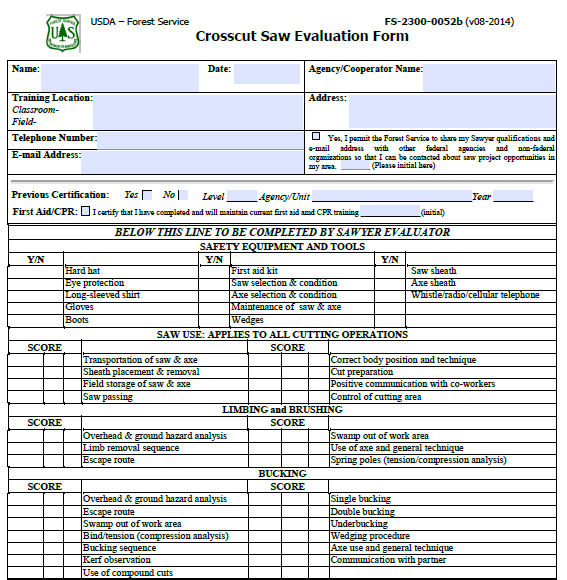 USDA – Forest Service FS-2300-0052b (v08-2014)
Crosscut Saw Evaluation Form
FOREST SERVICE
UAS
DEPARTMENT OF AGRICULTURE
Name: Date: Agency/Cooperator Name:
Training Location: Address:
Classroom-
Field-
Telephone Number:
E-mail Address:
Yes, I permit the Forest Service to share my Sawyer qualifications and
e-mail address with other federal agencies and non-federal
organizations so that I can be contacted about saw project opportunities in
my area. ______ (Please initial here)
Previous Certification: Yes No Level ______ Agency/Unit ______ Year ______
First Aid/CPR: I certify that I have completed and will maintain current first aid amd CPR training ______ (initial)
BELOW THIS LINE TO BE COMPLETED BY SAWYER EVALUATOR
SAFETY EQUIPMENT AND TOOLS
Y/N Y/N Y/N
Hard hat First aid kit Saw sheath
Eye protection Saw selection & condition Axe sheath
Long-sleeved shirt Axe selection & condition Whistle/radio/cellular telephone
Gloves Maintenance of saw & axe
Boots Wedges
SAW USE: APPLIES TO ALL CUTTING OPERATIONS
SCORE SCORE
Transportation of saw & axe Correct body position and technique
Sheath placement & removal Cut preparation
Field storage of saw & axe Positive communication with co-workers
Saw passing Control of cutting area
LIMBING and BRUSHING
SCORE SCORE
Overhead & ground hazard analysis Swamp out of work area
Limb removal sequence Use of axe and general technique
Escape route Spring poles (tension/compression analysis)
BUCKING
SCORE SCORE
Overhead & ground hazard analysis Single bucking
Escape route Double bucking
Swamp out of work area Underbucking
Bind/tension (compression analysis) Wedging procedure
Bucking sequence Axe use and general technique
Kerf observation Communication with partner
Use of compound cuts